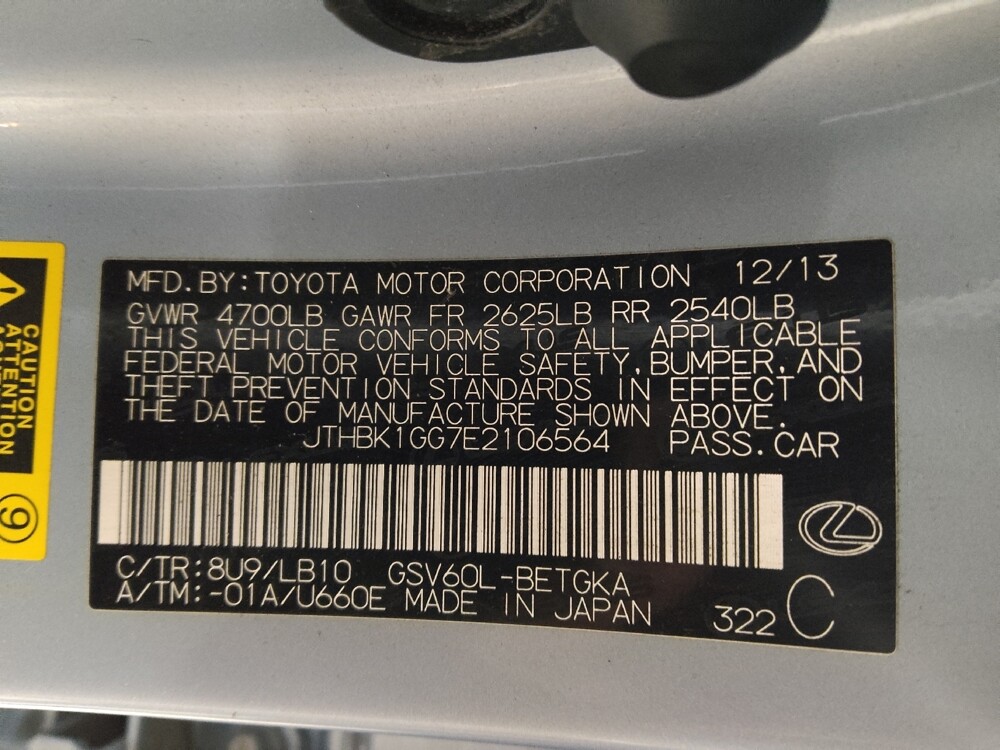 MFD.BY:TOYOTA MOTOR CORPORATION 12/13
GVWR 4700LB GAWR FR 2625LB RR 2540LB
THIS VEHICLE CONFORMS TO ALL APPLICABLE
FEDERAL MOTOR VEHICLE SAFETY,BUMPER,AND
THEFT PREVENTION STANDARDS IN EFFECT ON
THE DATE OF MANUFACTURE SHOWN ABOVE.
JTHBK1GG7E2106564 PASS.CAR
C/TR:8U9/LB10 GSV60L-BETGKA
A/TM:-01A/U660E MADE IN JAPAN 322 C
CAUTION
ATTENTION
9